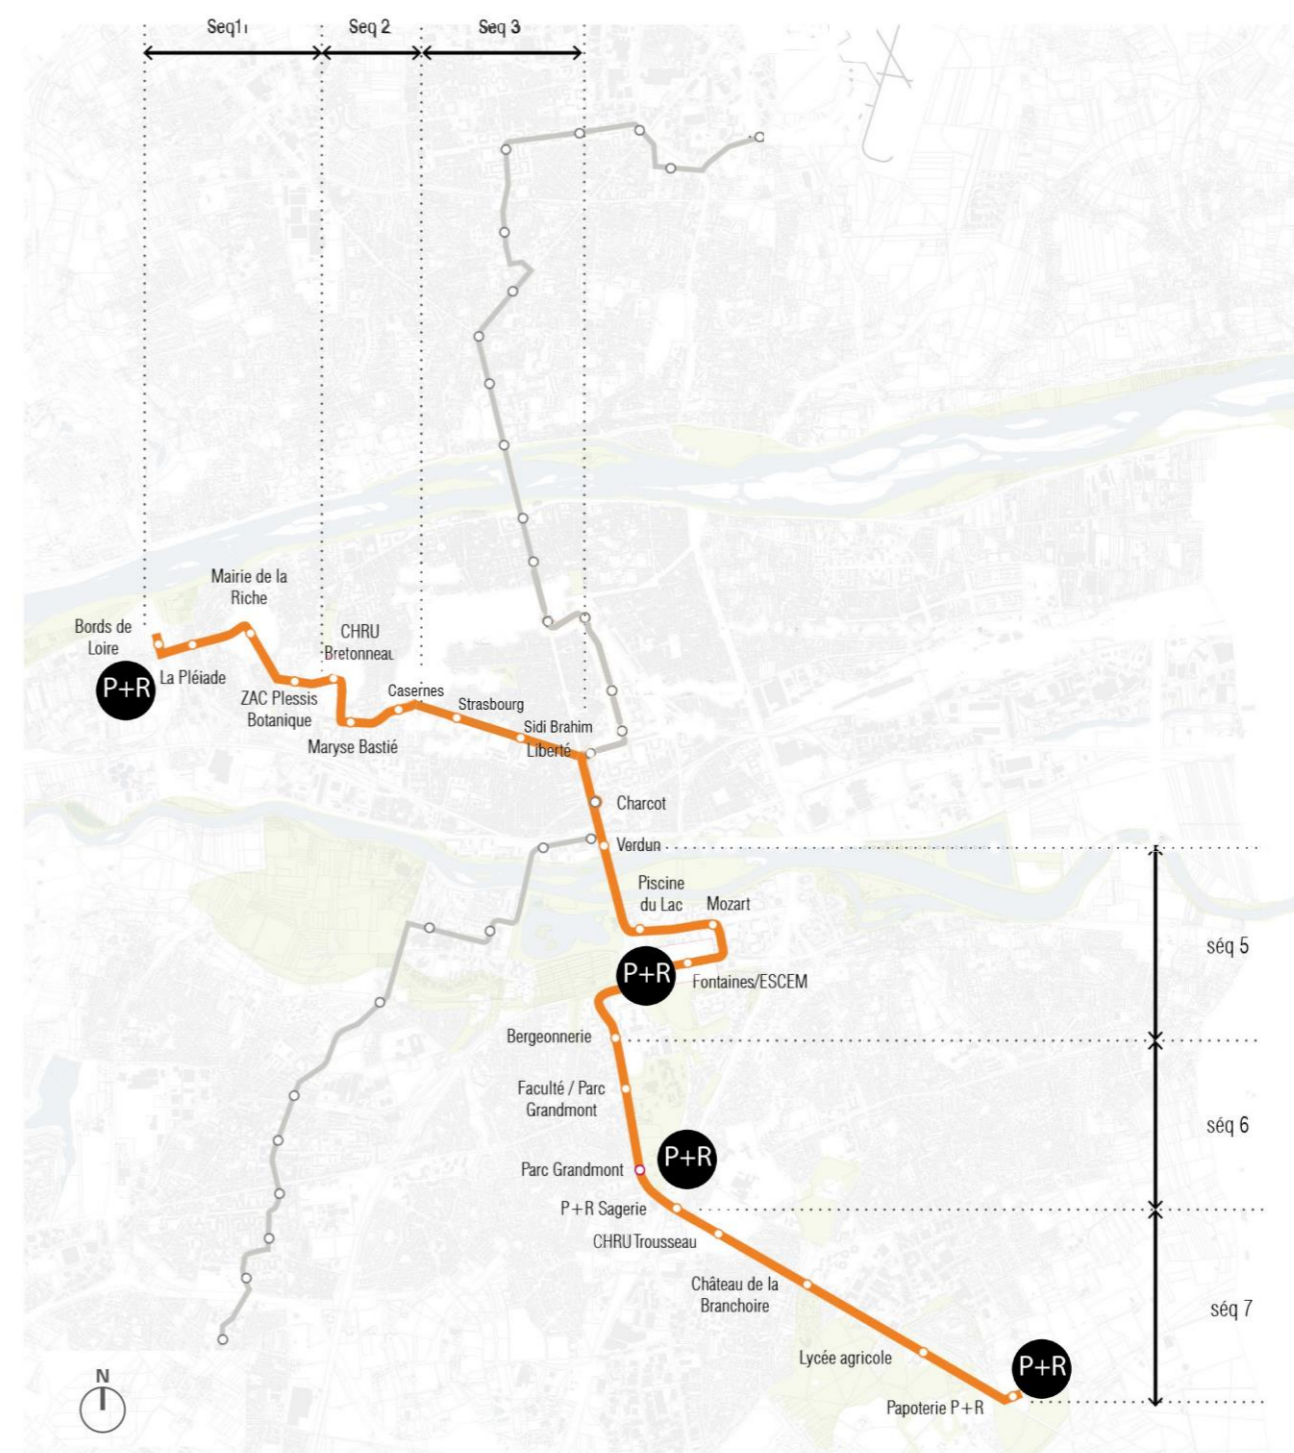 Seq1
Seq 2
Seq 3
Mairie de la
Riche
Bords de
Loire
CHRU
Bretonneau
P+R
La Pléiade
ZAC Plessis
Botanique
Casernes
Strasbourg
Maryse Bastié
Sidi Brahim
Liberté
Charcot
Verdun
Piscine
du Lac
Mozart
séq 5
P+R
Fontaines/ESCEM
Bergeonnerie
Faculté / Parc
Grandmont
séq 6
P+R
Parc Grandmont
P+R Sagerie
CHRU Trousseau
Château de la
Branchoire
séq 7
Lycée agricole
P+R
Papoterie P+R
N